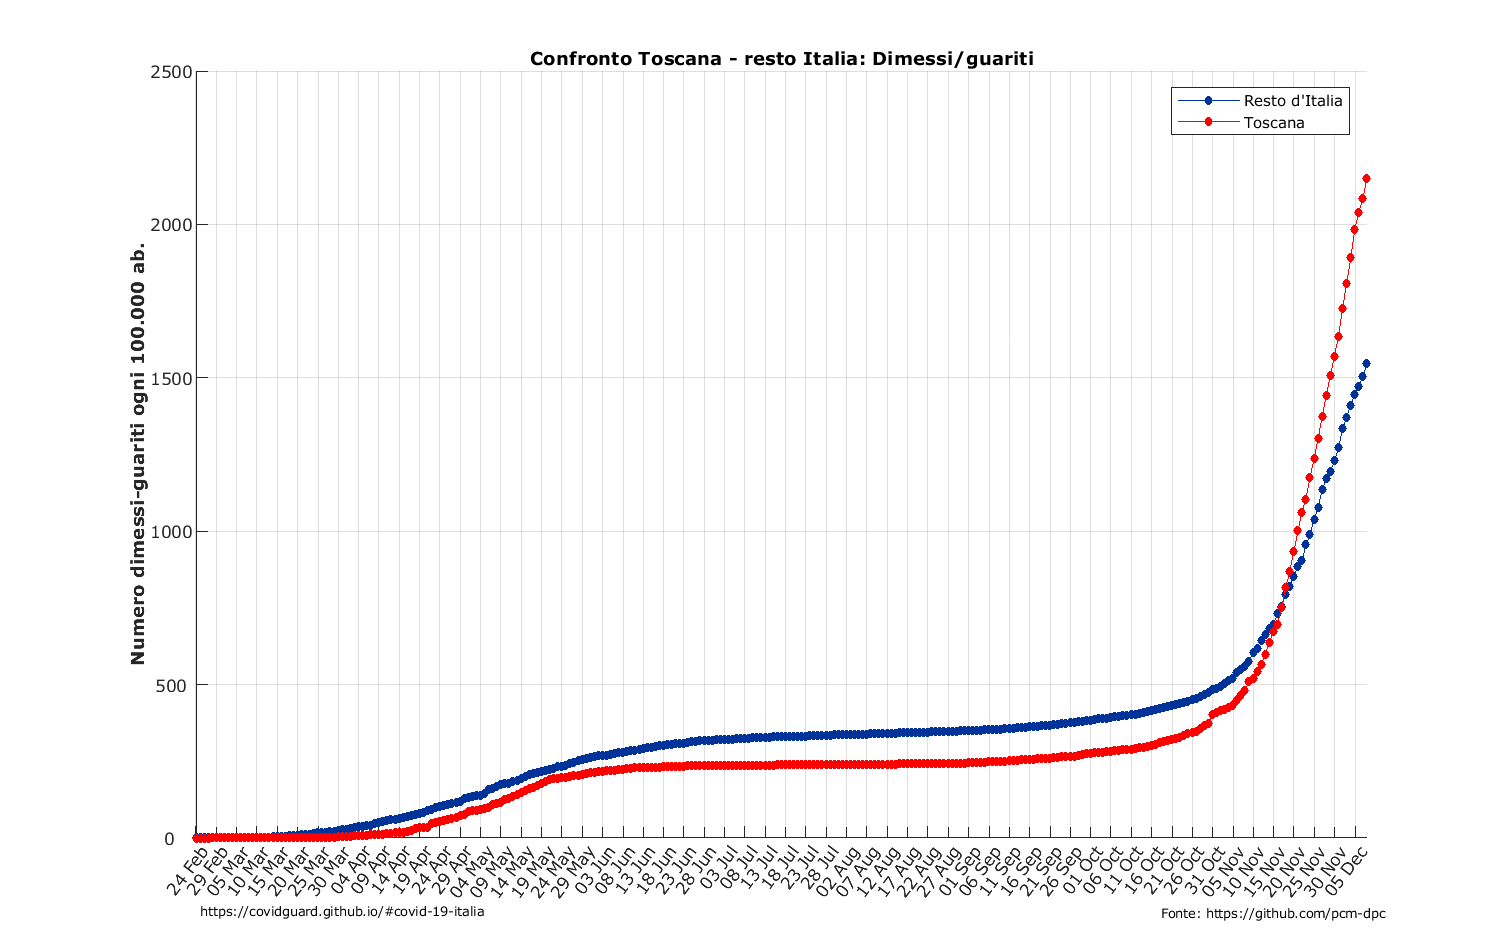 Confronto Toscana - resto Italia: Dimessi/guariti
Resto d'Italia
Toscana
Numero dimessi-guariti ogni 100.000 ab.
2500
2000
1500
1000
500
0
24 Feb
29 Feb
05 Mar
10 Mar
15 Mar
20 Mar
25 Mar
30 Mar
04 Apr
09 Apr
14 Apr
19 Apr
24 Apr
29 Apr
04 May
09 May
14 May
19 May
24 May
29 May
03 Jun
08 Jun
13 Jun
18 Jun
23 Jun
28 Jun
03 Jul
08 Jul
13 Jul
18 Jul
23 Jul
28 Jul
02 Aug
07 Aug
12 Aug
17 Aug
22 Aug
27 Aug
01 Sep
06 Sep
11 Sep
16 Sep
21 Sep
26 Sep
01 Oct
06 Oct
11 Oct
16 Oct
21 Oct
26 Oct
31 Oct
05 Nov
10 Nov
15 Nov
20 Nov
25 Nov
30 Nov
05 Dec
https://covidguard.github.io/#covid-19-italia
Fonte: https://github.com/pcm-dpc